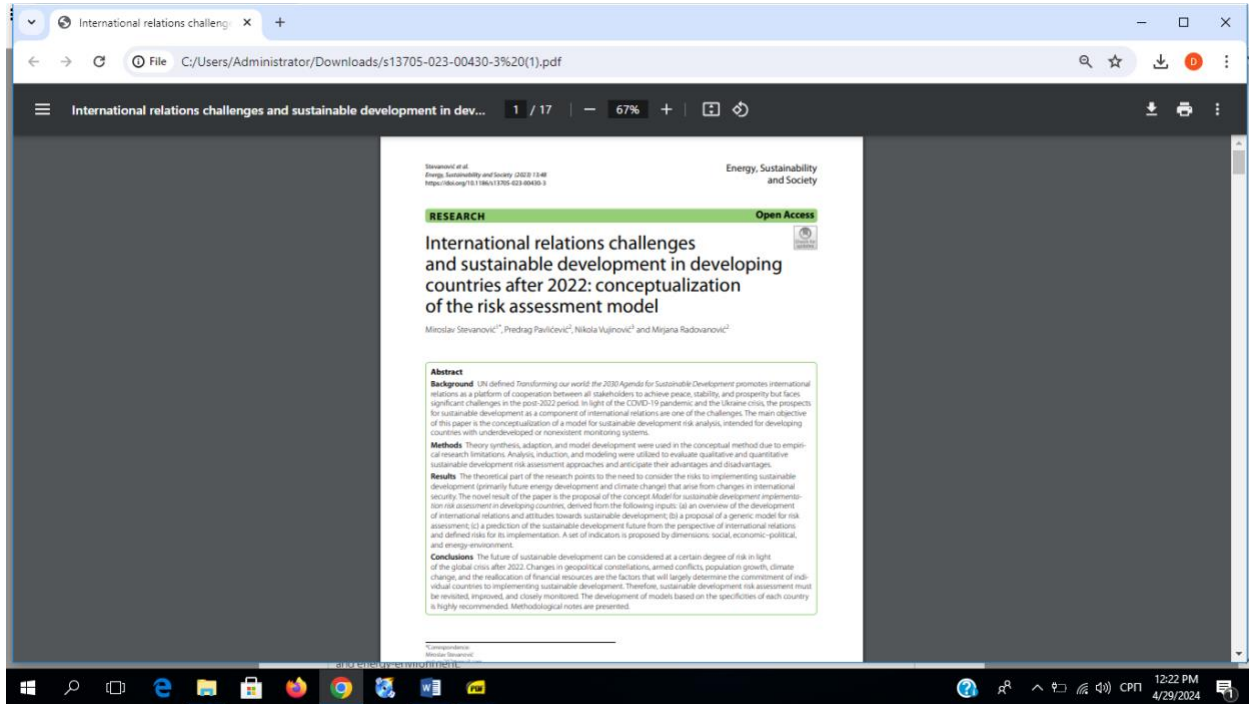 International relations challeng
File C:/Users/Administrator/Downloads/s13705-023-00430-3%20(1).pdf
D
International relations challenges and sustainable development in dev... 1 / 17 67%
Stevanović et al.
Energy, Sustainability and Society (2023) 13:48
https://doi.org/10.1186/s13705-023-00430-3
Energy, Sustainability
and Society
RESEARCH Open Access
International relations challenges
and sustainable development in developing
countries after 2022: conceptualization
of the risk assessment model
Miroslav Stevanović1*, Predrag Pavlićević2, Nikola Vujinović3 and Mirjana Radovanović2
Abstract
Background UN defined Transforming our world: the 2030 Agenda for Sustainable Development promotes international
relations as a platform of cooperation between all stakeholders to achieve peace, stability, and prosperity but faces
significant challenges in the post-2022 period. In light of the COVID-19 pandemic and the Ukraine crisis, the prospects
for sustainable development as a component of international relations are one of the challenges. The main objective
of this paper is the conceptualization of a model for sustainable development risk analysis, intended for developing
countries with underdeveloped or nonexistent monitoring systems.
Methods Theory synthesis, adaption, and model development were used in the conceptual method due to empiri-
cal research limitations. Analysis, induction, and modeling were utilized to evaluate qualitative and quantitative
sustainable development risk assessment approaches and anticipate their advantages and disadvantages.
Results The theoretical part of the research points to the need to consider the risks to implementing sustainable
development (primarily future energy development and climate change) that arise from changes in international
security. The novel result of the paper is the proposal of the concept Model for sustainable development implementa-
tion risk assessment in developing countries, derived from the following inputs: (a) an overview of the development
of international relations and attitudes towards sustainable development; (b) a proposal of a generic model for risk
assessment; (c) a prediction of the sustainable development future from the perspective of international relations
and defined risks for its implementation. A set of indicators is proposed by dimensions: social, economic–political,
and energy-environment.
Conclusions The future of sustainable development can be considered at a certain degree of risk in light
of the global crisis after 2022. Changes in geopolitical constellations, armed conflicts, population growth, climate
change, and the reallocation of financial resources are the factors that will largely determine the commitment of indi-
vidual countries to implementing sustainable development. Therefore, sustainable development risk assessment must
be revisited, improved, and closely monitored. The development of models based on the specificities of each country
is highly recommended. Methodological notes are presented.
*Correspondence:
Miroslav Stevanović
and energy-environment.
СРП
12:22 PM
4/29/2024